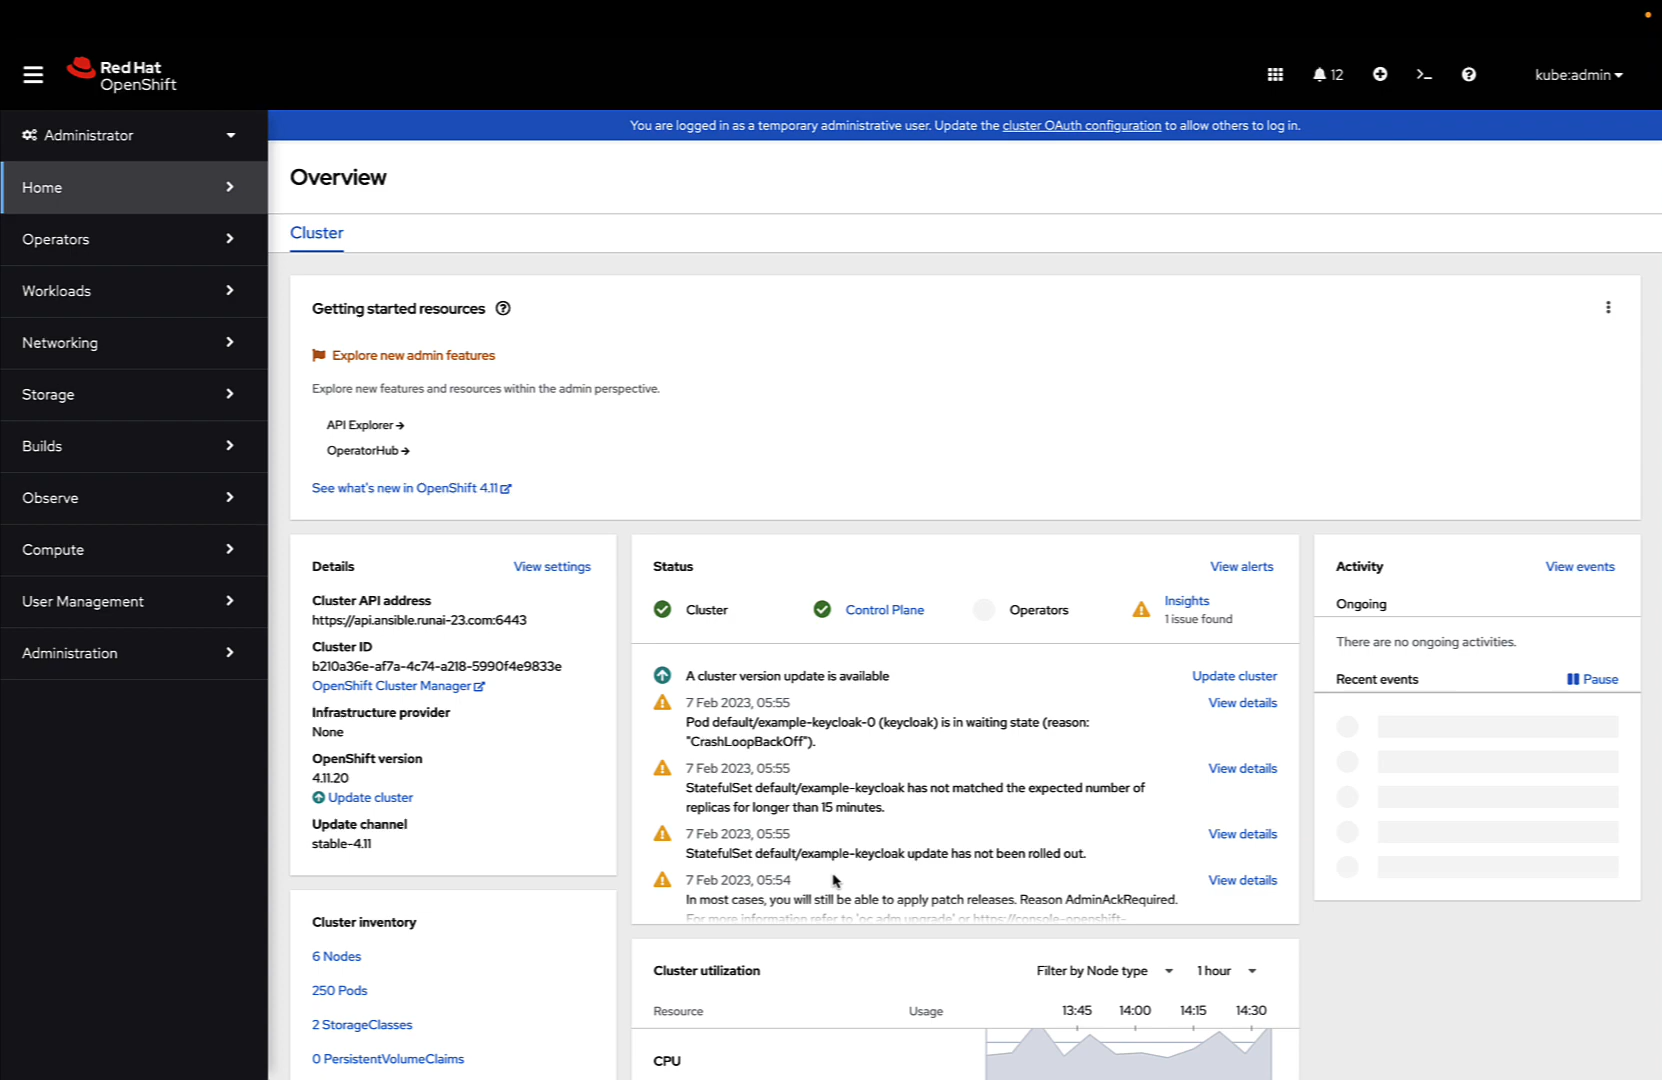 Red Hat
OpenShift
12
kube:admin
Administrator
You are logged in as a temporary administrative user. Update the cluster OAuth configuration to allow others to log in.
Home
Operators
Workloads
Networking
Storage
Builds
Observe
Compute
User Management
Administration
Overview
Cluster
Getting started resources
Explore new admin features
Explore new features and resources within the admin perspective.
API Explorer
OperatorHub
See what's new in OpenShift 4.11
Details
View settings
Cluster API address
https://api.ansible.runai-23.com:6443
Cluster ID
b210a36e-af7a-4c74-a218-5990f4e9833e
OpenShift Cluster Manager
Infrastructure provider
None
OpenShift version
4.11.20
Update cluster
Update channel
stable-4.11
Cluster inventory
6 Nodes
250 Pods
2 StorageClasses
0 PersistentVolumeClaims
Status
View alerts
Cluster
Control Plane
Operators
Insights
1 issue found
A cluster version update is available
Update cluster
7 Feb 2023, 05:55
View details
Pod default/example-keycloak-0 (keycloak) is in waiting state (reason:
"CrashLoopBackOff").
7 Feb 2023, 05:55
View details
StatefulSet default/example-keycloak has not matched the expected number of
replicas for longer than 15 minutes.
7 Feb 2023, 05:55
View details
StatefulSet default/example-keycloak update has not been rolled out.
7 Feb 2023, 05:54
View details
In most cases, you will still be able to apply patch releases. Reason AdminAckRequired.
For more information refer to 'oc adm upgrade' or https://console-openshift-
Cluster utilization
Filter by Node type
1 hour
Resource
Usage
13:45
14:00
14:15
14:30
CPU
Activity
View events
Ongoing
There are no ongoing activities.
Recent events
Pause